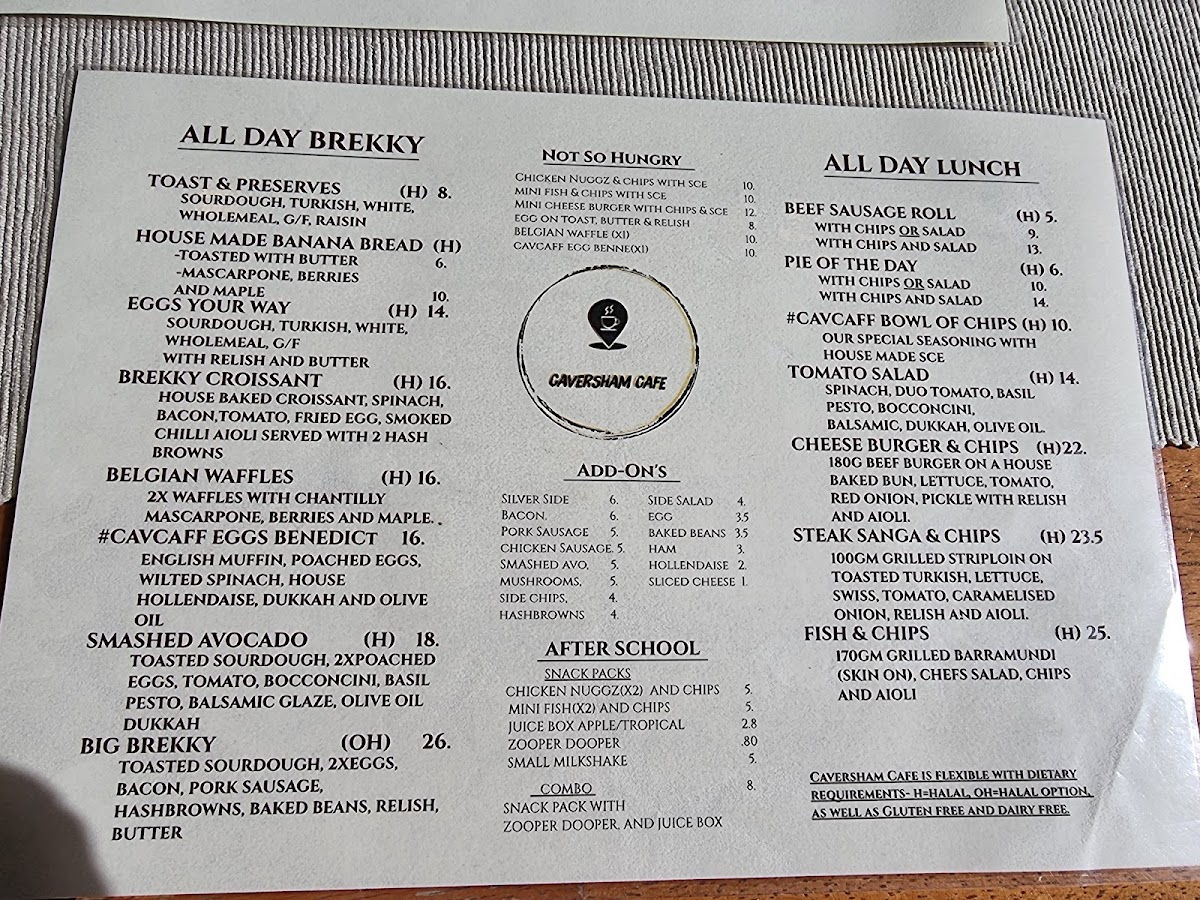 ALL DAY BREKKY
TOAST & PRESERVES (H) 8.
SOURDOUGH, TURKISH, WHITE,
WHOLEMEAL, G/F, RAISIN
HOUSE MADE BANANA BREAD (H)
-TOASTED WITH BUTTER 6.
-MASCARPONE, BERRIES
AND MAPLE 10.
EGGS YOUR WAY (H) 14.
SOURDOUGH, TURKISH, WHITE,
WHOLEMEAL, G/F
WITH RELISH AND BUTTER
BREKKY CROISSANT (H) 16.
HOUSE BAKED CROISSANT, SPINACH,
BACON,TOMATO, FRIED EGG, SMOKED
CHILLI AIOLI SERVED WITH 2 HASH
BROWNS
BELGIAN WAFFLES (H) 16.
2X WAFFLES WITH CHANTILLY
MASCARPONE, BERRIES AND MAPLE.
#CAVCAFF EGGS BENEDICT 16.
ENGLISH MUFFIN, POACHED EGGS,
WILTED SPINACH, HOUSE
HOLLENDAISE, DUKKAH AND OLIVE
OIL
SMASHED AVOCADO (H) 18.
TOASTED SOURDOUGH, 2XPOACHED
EGGS, TOMATO, BOCCONCINI, BASIL
PESTO, BALSAMIC GLAZE, OLIVE OIL
DUKKAH
BIG BREKKY (OH) 26.
TOASTED SOURDOUGH, 2XEGGS,
BACON, PORK SAUSAGE,
HASHBROWNS, BAKED BEANS, RELISH,
BUTTER
NOT SO HUNGRY
CHICKEN NUGGZ & CHIPS WITH SCE 10.
MINI FISH & CHIPS WITH SCE 10.
MINI CHEESE BURGER WITH CHIPS & SCE 12.
EGG ON TOAST, BUTTER & RELISH 8.
BELGIAN WAFFLE (X1) 10.
CAVCAFF EGG BENNE(X1) 10.
CAVERSHAM CAFE
ADD-ON'S
SILVER SIDE 6.
BACON, 6.
PORK SAUSAGE 5.
CHICKEN SAUSAGE. 5.
SMASHED AVO, 5.
MUSHROOMS, 5.
SIDE CHIPS, 4.
HASHBROWNS 4.
SIDE SALAD 4.
EGG 3.5
BAKED BEANS 3.5
HAM 3.
HOLLENDAISE 2.
SLICED CHEESE 1.
AFTER SCHOOL
SNACK PACKS
CHICKEN NUGGZ(X2) AND CHIPS 5.
MINI FISH(X2) AND CHIPS 5.
JUICE BOX APPLE/TROPICAL 2.8
ZOOPER DOOPER .80
SMALL MILKSHAKE 5.
COMBO 8.
SNACK PACK WITH
ZOOPER DOOPER, AND JUICE BOX
ALL DAY LUNCH
BEEF SAUSAGE ROLL (H) 5.
WITH CHIPS OR SALAD 9.
WITH CHIPS AND SALAD 13.
PIE OF THE DAY (H) 6.
WITH CHIPS OR SALAD 10.
WITH CHIPS AND SALAD 14.
#CAVCAFF BOWL OF CHIPS (H) 10.
OUR SPECIAL SEASONING WITH
HOUSE MADE SCE
TOMATO SALAD (H) 14.
SPINACH, DUO TOMATO, BASIL
PESTO, BOCCONCINI,
BALSAMIC, DUKKAH, OLIVE OIL.
CHEESE BURGER & CHIPS (H)22.
180G BEEF BURGER ON A HOUSE
BAKED BUN, LETTUCE, TOMATO,
RED ONION, PICKLE WITH RELISH
AND AIOLI.
STEAK SANGA & CHIPS (H) 23.5
100GM GRILLED STRIPLOIN ON
TOASTED TURKISH, LETTUCE,
SWISS, TOMATO, CARAMELISED
ONION, RELISH AND AIOLI.
FISH & CHIPS (H) 25.
170GM GRILLED BARRAMUNDI
(SKIN ON), CHEFS SALAD, CHIPS
AND AIOLI
CAVERSHAM CAFE IS FLEXIBLE WITH DIETARY
REQUIREMENTS- H=HALAL, OH=HALAL OPTION,
AS WELL AS GLUTEN FREE AND DAIRY FREE.